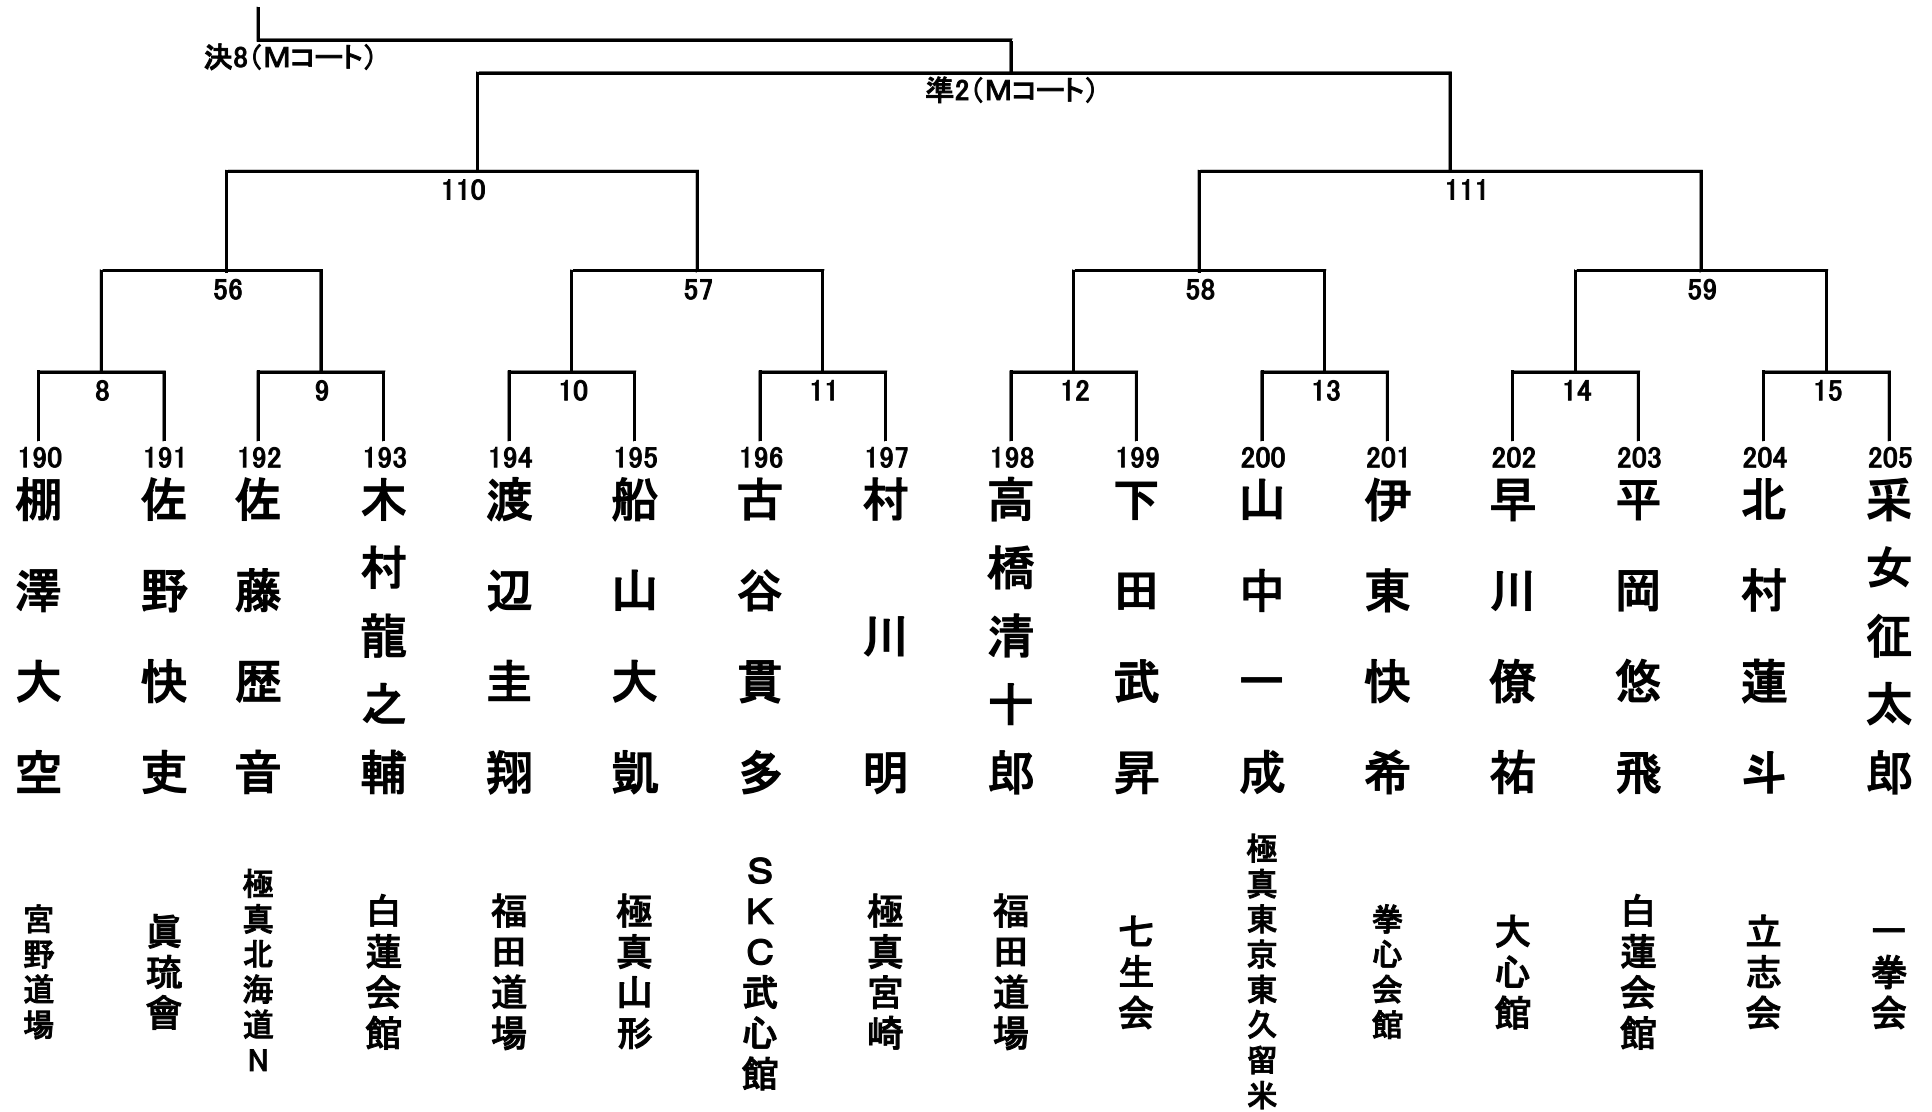 決8(Mコート)
準2(Mコート)
110
111
56
57
58
59
8
9
10
11
12
13
14
15
190
191
192
193
194
195
196
197
198
199
200
201
202
203
204
205
棚澤大空
佐野快吏
佐藤歴音
木村龍之輔
渡辺圭翔
船山大凱
古谷貫多
村川明
高橋清十郎
下田武昇
山中一成
伊東快希
早川僚祐
平岡悠飛
北村蓮斗
采女征太郎
宮野道場
眞琉會
極真北海道N
白蓮会館
福田道場
極真山形
SKC武心館
極真宮崎
福田道場
七生会
極真東京東久留米
拳心会館
大心館
白蓮会館
立志会
一拳会